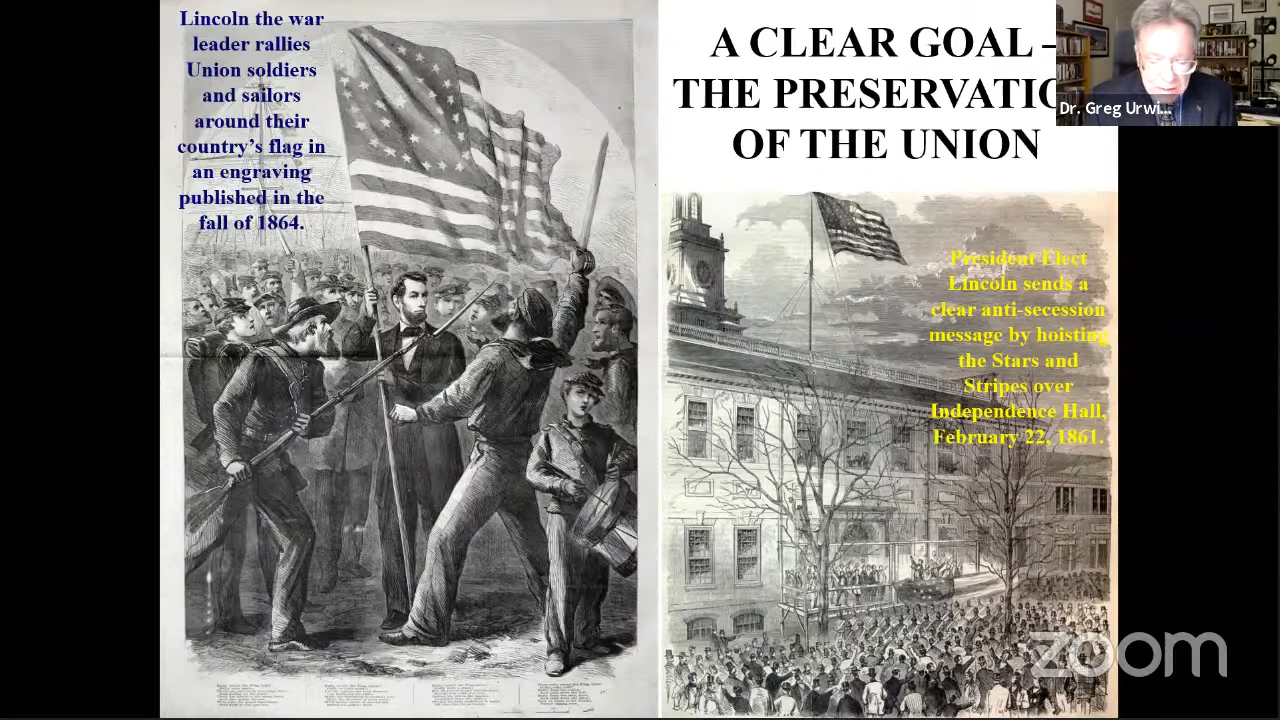 Lincoln the war
leader rallies
Union soldiers
and sailors
around their
country's flag in
an engraving
published in the
fall of 1864.
A CLEAR GOAL –
THE PRESERVATIO
OF THE UNION
Dr. Greg Urwi...
President Elect
Lincoln sends a
clear anti-secession
message by hoisting
the Stars and
Stripes over
Independence Hall,
February 22, 1861.
zoom